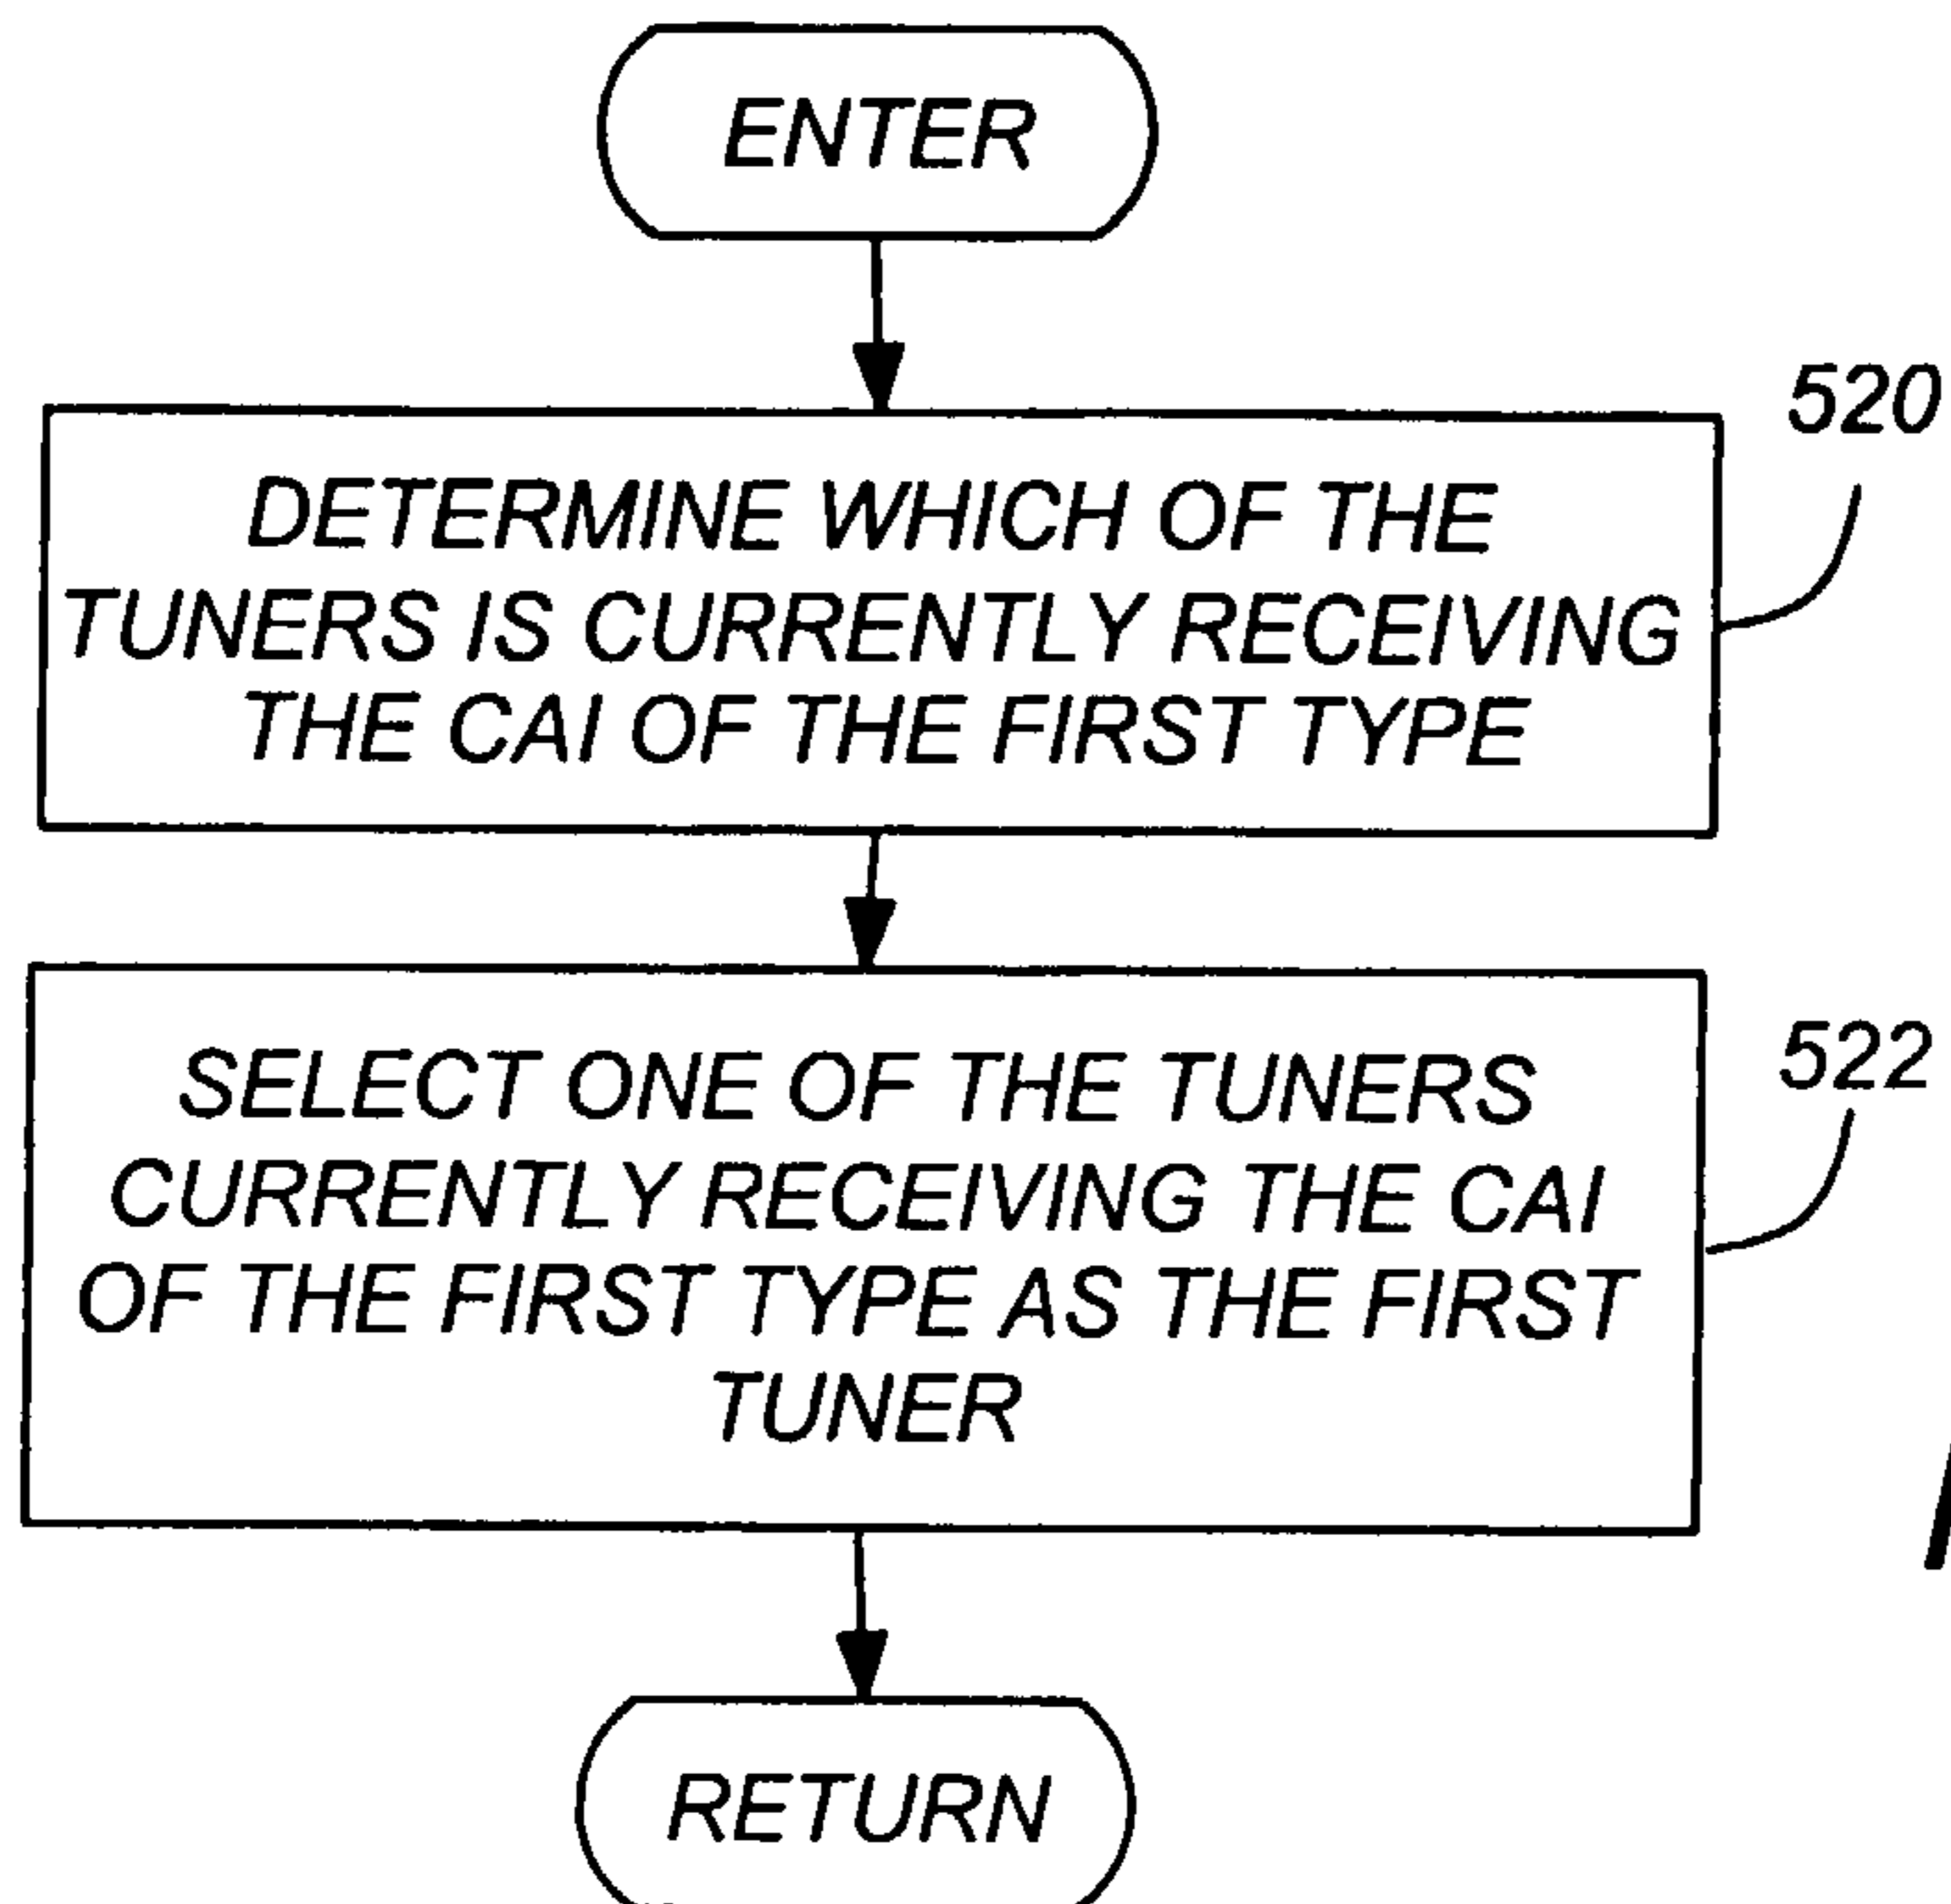 ENTER
520
DETERMINE WHICH OF THE
TUNERS IS CURRENTLY RECEIVING
THE CAI OF THE FIRST TYPE
522
SELECT ONE OF THE TUNERS
CURRENTLY RECEIVING THE CAI
OF THE FIRST TYPE AS THE FIRST
TUNER
RETURN